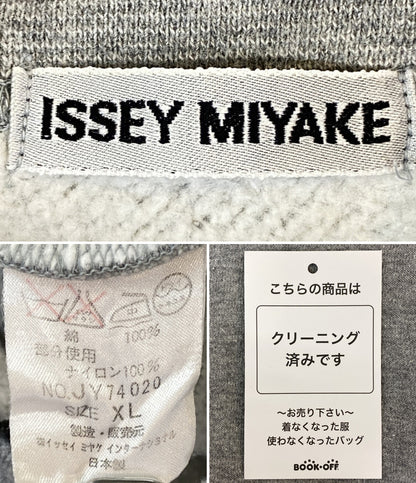 ISSEY MIYAKE
綿 100%
部分使用
ナイロン100%
NO.JY74020
SIZE XL
製造・販売元
㈱イッセイ ミヤケ インターナショナル
日本製
こちらの商品は
クリーニング
済みです
～お売り下さい～
着なくなった服
使わなくなったバッグ
BOOK・OFF